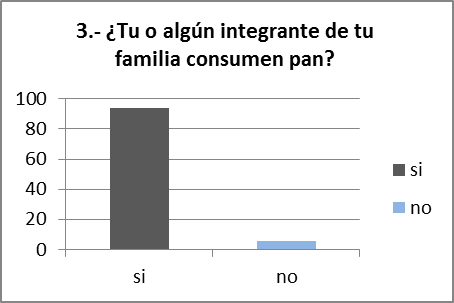 3.- ¿Tu o algún integrante de tu
familia consumen pan?
100
80
60
40
20
0
si
no
si
no